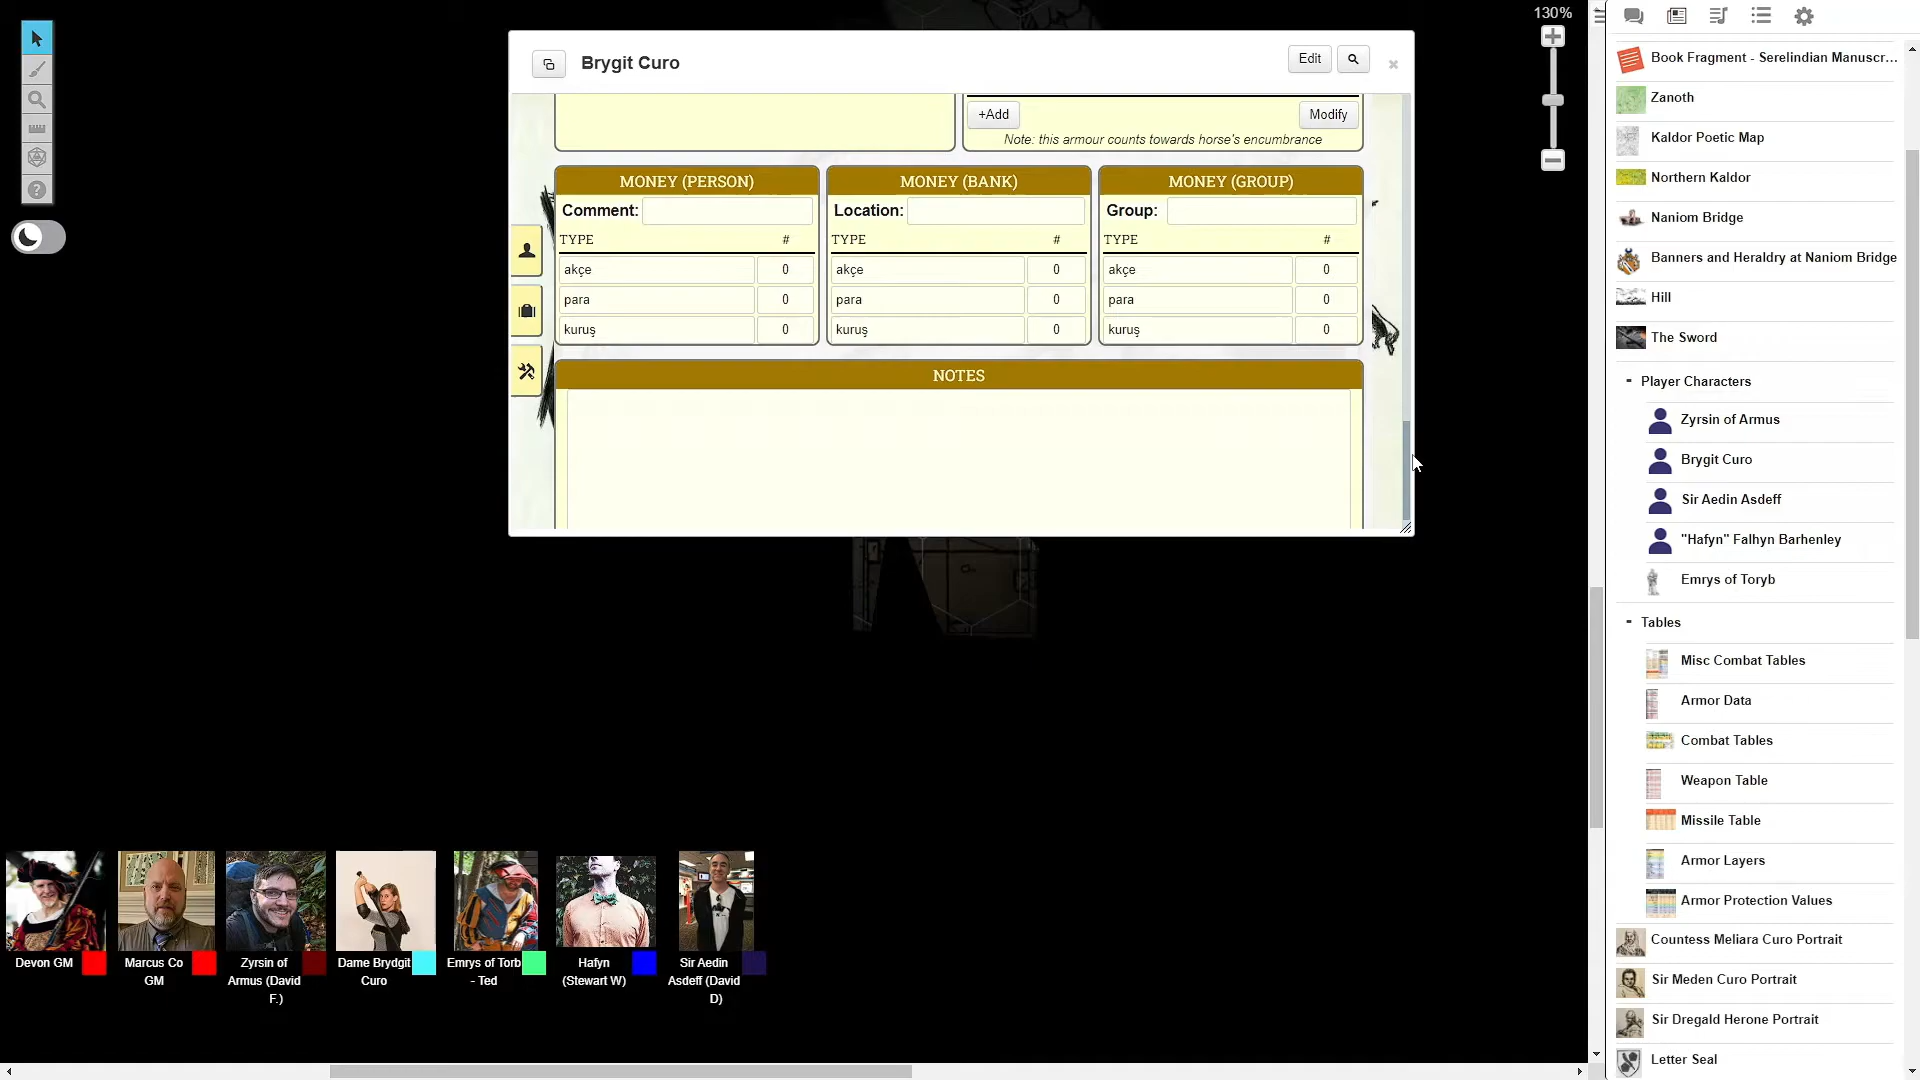 130%
Brygit Curo
Edit
+Add
Modify
Note: this armour counts towards horse's encumbrance
MONEY (PERSON)
Comment:
TYPE #
akçe 0
para 0
kuruş 0
MONEY (BANK)
Location:
TYPE #
akçe 0
para 0
kuruş 0
MONEY (GROUP)
Group:
TYPE #
akçe 0
para 0
kuruş 0
NOTES
Devon GM
Marcus Co
GM
Zyrsin of
Armus (David
F.)
Dame Brydgit
Curo
Emrys of Torb
- Ted
Hafyn
(Stewart W)
Sir Aedin
Asdeff (David
D)
Book Fragment - Serelindian Manuscr...
Zanoth
Kaldor Poetic Map
Northern Kaldor
Naniom Bridge
Banners and Heraldry at Naniom Bridge
Hill
The Sword
- Player Characters
Zyrsin of Armus
Brygit Curo
Sir Aedin Asdeff
"Hafyn" Falhyn Barhenley
Emrys of Toryb
- Tables
Misc Combat Tables
Armor Data
Combat Tables
Weapon Table
Missile Table
Armor Layers
Armor Protection Values
Countess Meliara Curo Portrait
Sir Meden Curo Portrait
Sir Dregald Herone Portrait
Letter Seal